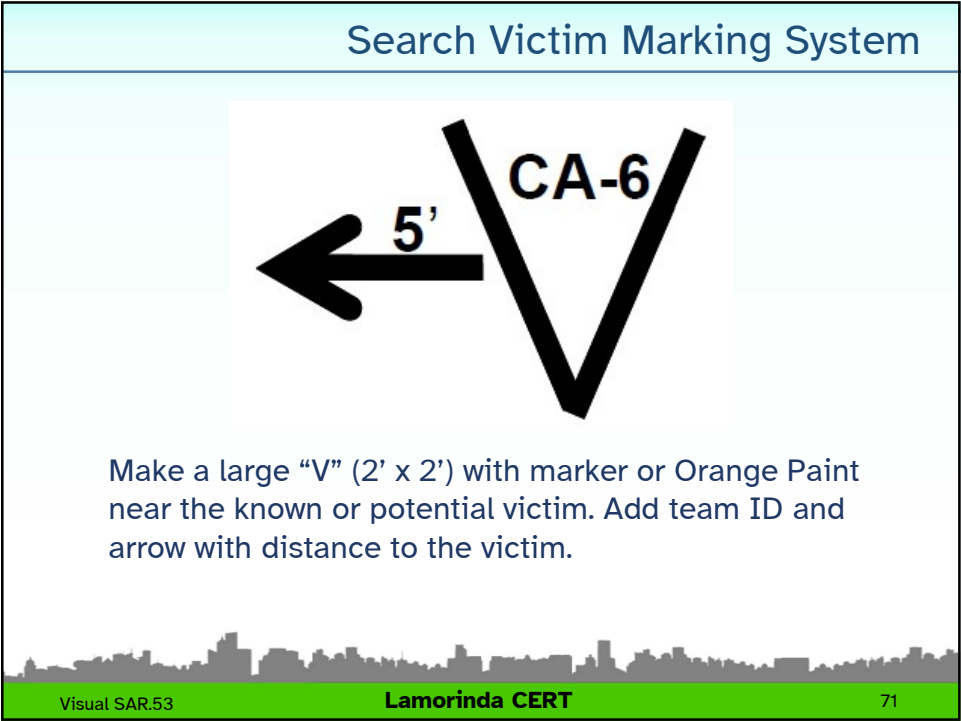 Search Victim Marking System
CA-6
5’
Make a large “V” (2’ x 2’) with marker or Orange Paint
near the known or potential victim. Add team ID and
arrow with distance to the victim.
Visual SAR.53
Lamorinda CERT
71